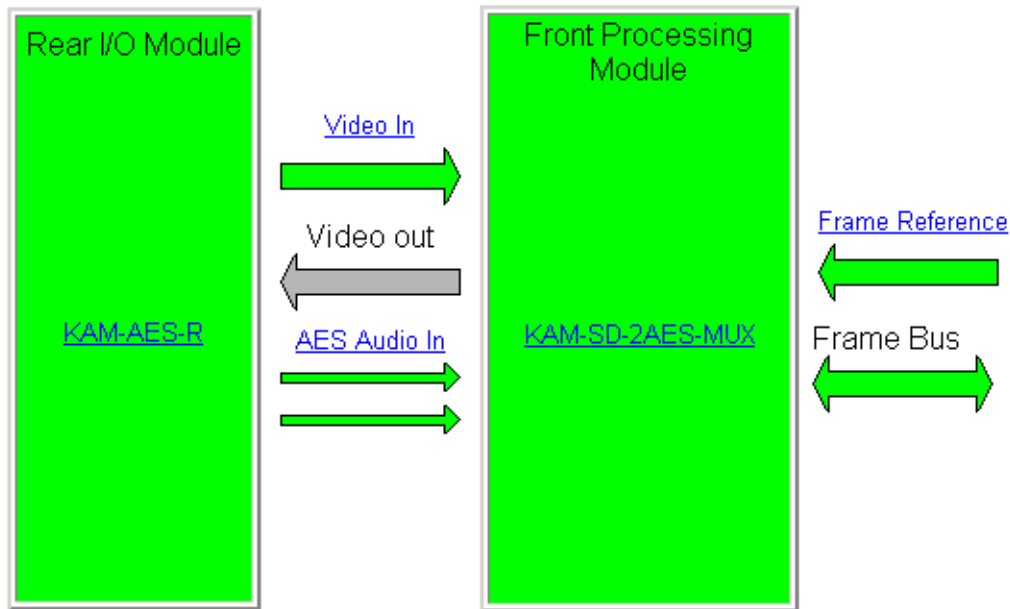 Rear I/O Module
Front Processing
Module
Video In
Video out
Frame Reference
KAM-AES-R
AES Audio In
KAM-SD-2AES-MUX
Frame Bus